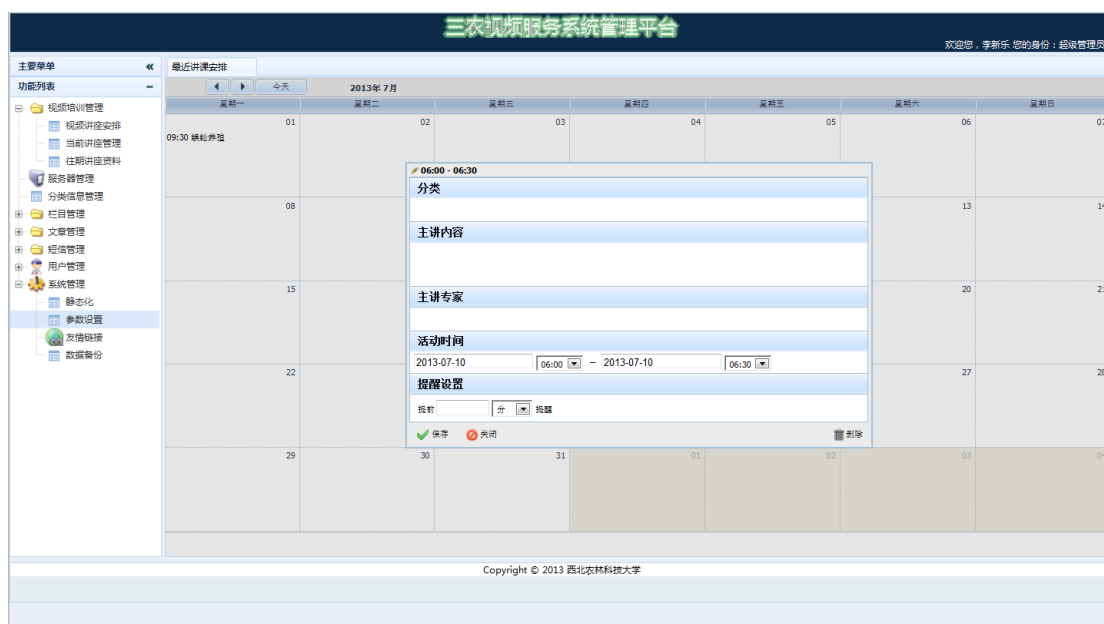 三农视频服务系统管理平台
欢迎您，李新乐 您的身份：超级管理员
主要菜单 «
最近讲课安排
功能列表 −
今天 2013年 7月
星期一 星期二 星期三 星期四 星期五 星期六 星期日
视频培训管理
视频讲座安排
当前讲座管理
往期讲座资料
服务器管理
分类信息管理
栏目管理
文章管理
短信管理
用户管理
系统管理
静态化
参数设置
友情链接
数据备份
01 02 03 04 05 06 07
09:30 蜈蚣养殖
06:00 - 06:30
分类
主讲内容
主讲专家
活动时间
2013-07-10 06:00 – 2013-07-10 06:30
提醒设置
提前 分 提醒
保存 关闭 删除
08 13 14
15 20 21
22 27 28
29 30 31 01 02 03 04
Copyright © 2013 西北农林科技大学